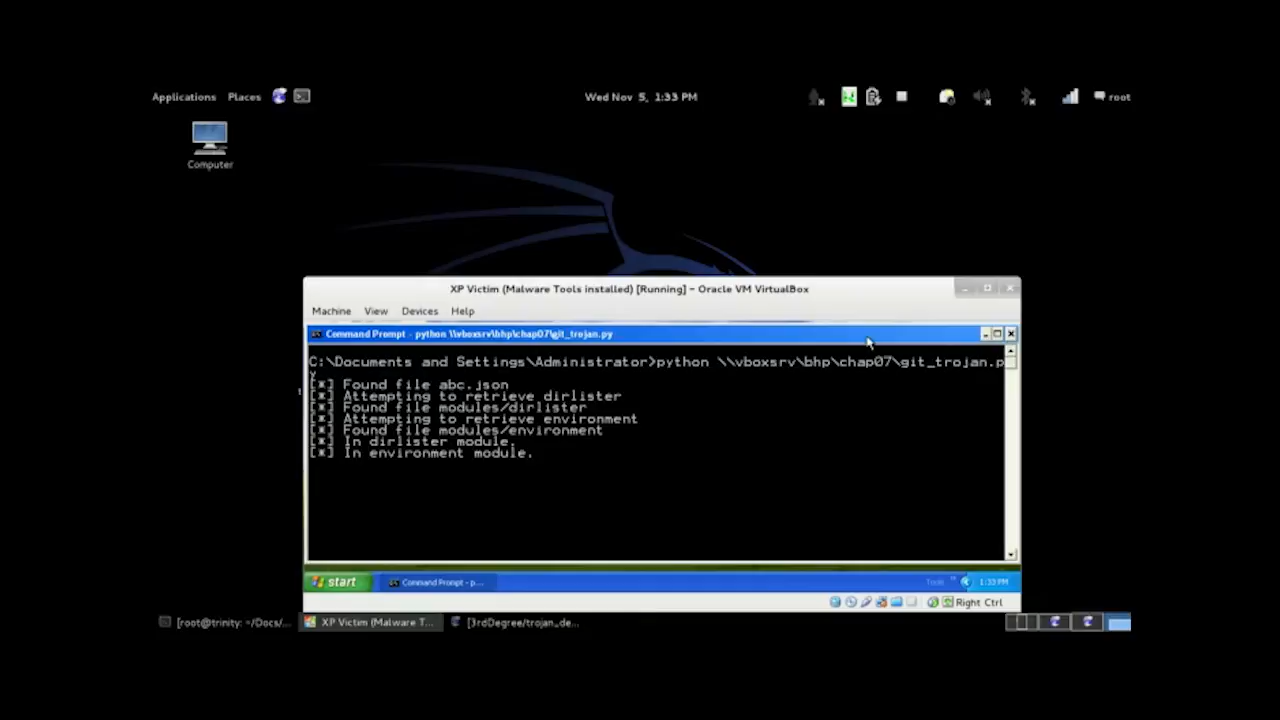 Applications Places
Wed Nov 5, 1:33 PM
root
Computer
XP Victim (Malware Tools installed) [Running] - Oracle VM VirtualBox
Machine View Devices Help
Command Prompt - python \\vboxsrv\bhp\chap07\git_trojan.py
C:\Documents and Settings\Administrator>python \\vboxsrv\bhp\chap07\git_trojan.p
y
[*] Found file abc.json
[*] Attempting to retrieve dirlister
[*] Found file modules/dirlister
[*] Attempting to retrieve environment
[*] Found file modules/environment
[*] In dirlister module.
[*] In environment module.
start
Command Prompt - p...
Tools
1:33 PM
Right Ctrl
[root@trinity: ~/Docs/...
XP Victim (Malware T...
[3rdDegree/trojan_de...